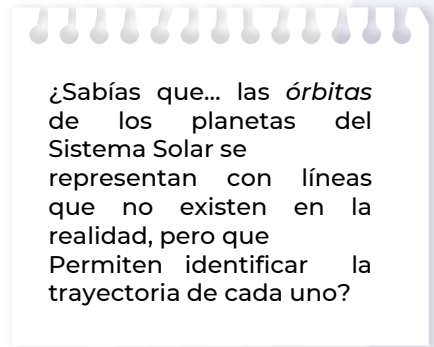 ¿Sabías que... las órbitas
de los planetas del
Sistema Solar se
representan con líneas
que no existen en la
realidad, pero que
Permiten identificar la
trayectoria de cada uno?